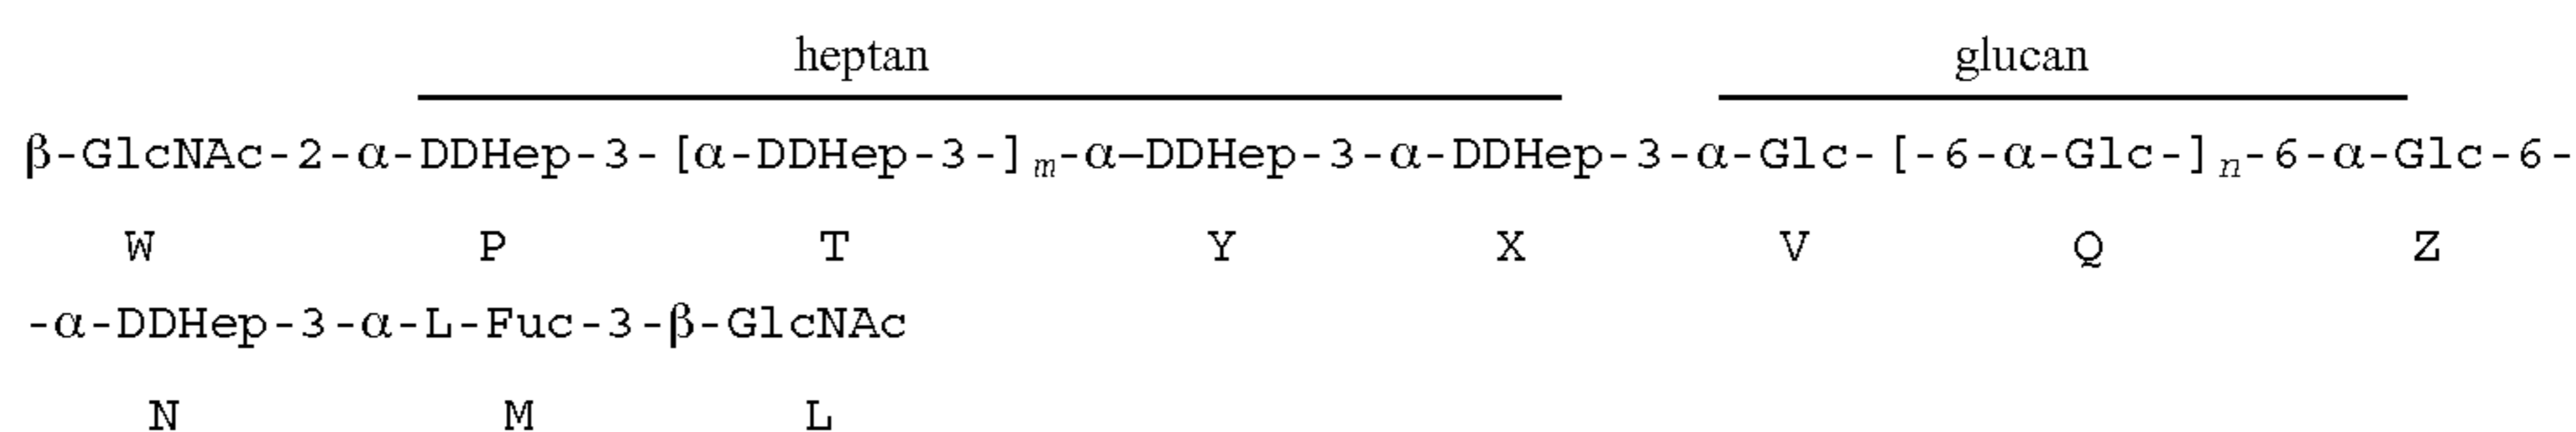 heptan glucan
β-GlcNAc-2-α-DDHep-3-[α-DDHep-3-]m-α–DDHep-3-α-DDHep-3-α-Glc-[-6-α-Glc-]n-6-α-Glc-6-
W P T Y X V Q Z
-α-DDHep-3-α-L-Fuc-3-β-GlcNAc
N M L